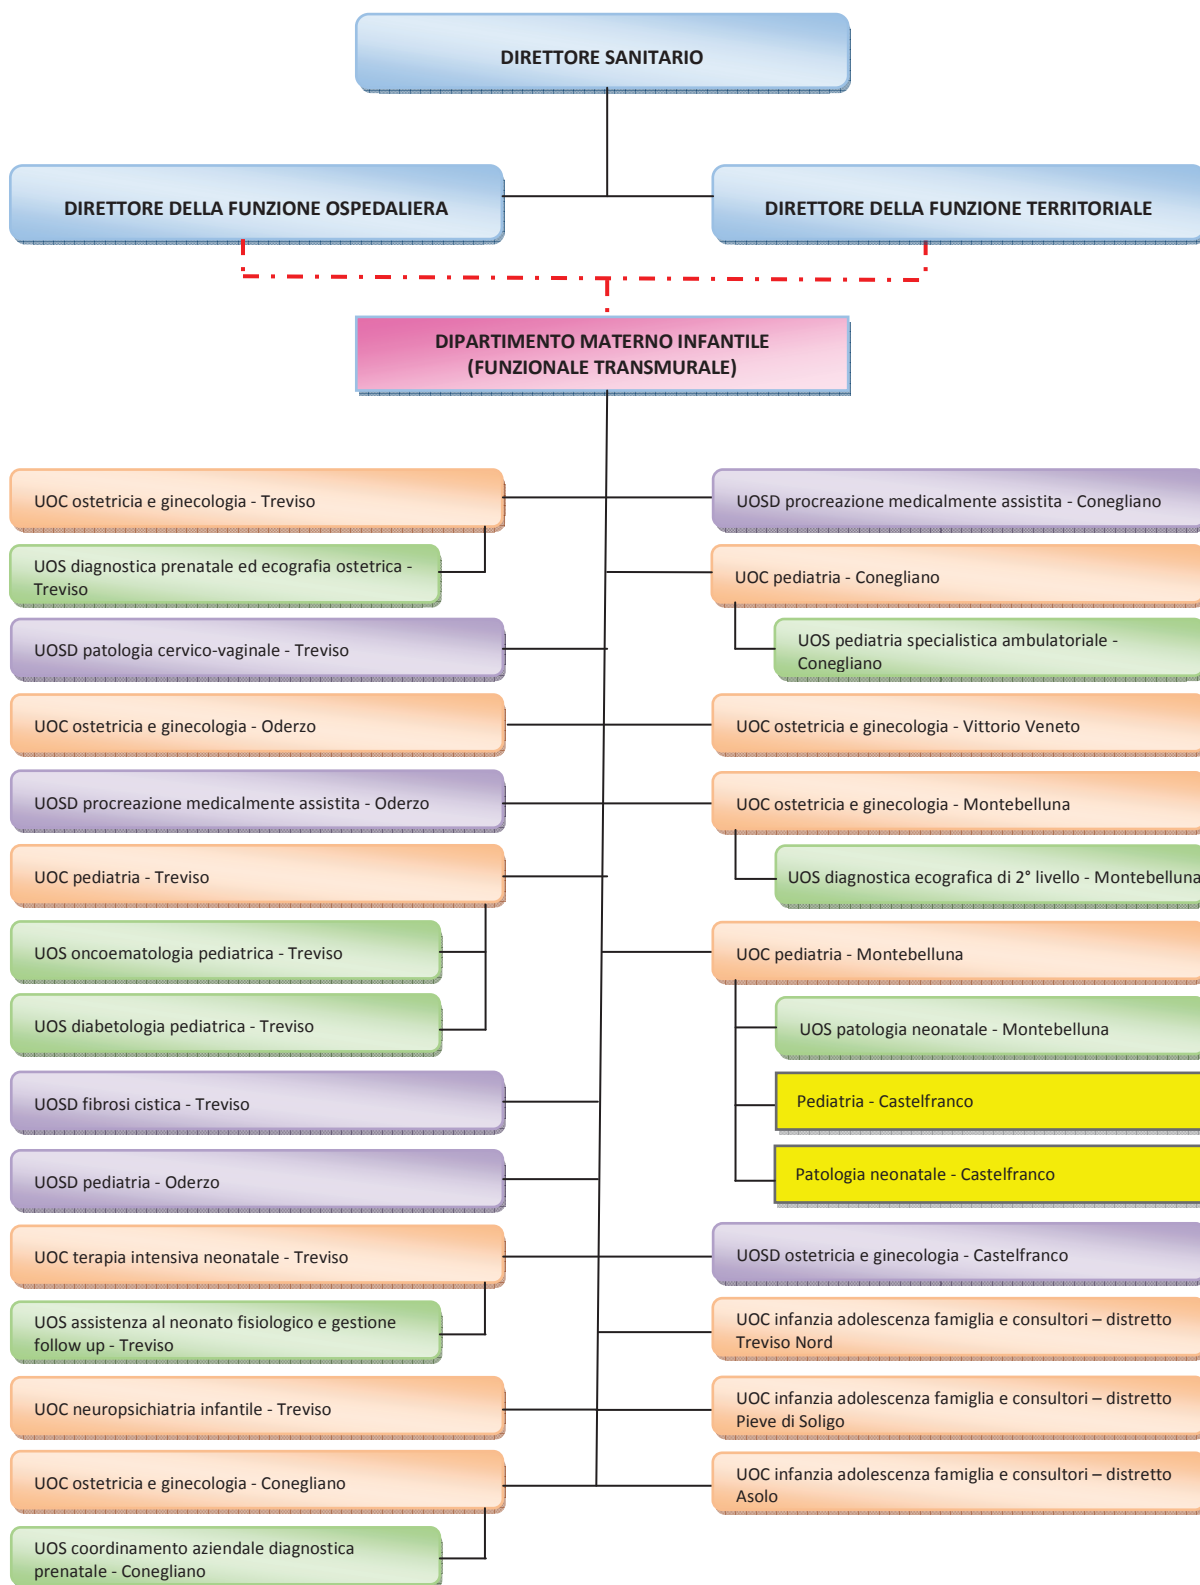 DIRETTORE SANITARIO
DIRETTORE DELLA FUNZIONE OSPEDALIERA
DIRETTORE DELLA FUNZIONE TERRITORIALE
DIPARTIMENTO MATERNO INFANTILE
(FUNZIONALE TRANSMURALE)
UOC ostetricia e ginecologia - Treviso
UOS diagnostica prenatale ed ecografia ostetrica -
Treviso
UOSD patologia cervico-vaginale - Treviso
UOC ostetricia e ginecologia - Oderzo
UOSD procreazione medicalmente assistita - Oderzo
UOC pediatria - Treviso
UOS oncoematologia pediatrica - Treviso
UOS diabetologia pediatrica - Treviso
UOSD fibrosi cistica - Treviso
UOSD pediatria - Oderzo
UOC terapia intensiva neonatale - Treviso
UOS assistenza al neonato fisiologico e gestione
follow up - Treviso
UOC neuropsichiatria infantile - Treviso
UOC ostetricia e ginecologia - Conegliano
UOS coordinamento aziendale diagnostica
prenatale - Conegliano
UOSD procreazione medicalmente assistita - Conegliano
UOC pediatria - Conegliano
UOS pediatria specialistica ambulatoriale -
Conegliano
UOC ostetricia e ginecologia - Vittorio Veneto
UOC ostetricia e ginecologia - Montebelluna
UOS diagnostica ecografica di 2° livello - Montebelluna
UOC pediatria - Montebelluna
UOS patologia neonatale - Montebelluna
Pediatria - Castelfranco
Patologia neonatale - Castelfranco
UOSD ostetricia e ginecologia - Castelfranco
UOC infanzia adolescenza famiglia e consultori – distretto
Treviso Nord
UOC infanzia adolescenza famiglia e consultori – distretto
Pieve di Soligo
UOC infanzia adolescenza famiglia e consultori – distretto
Asolo